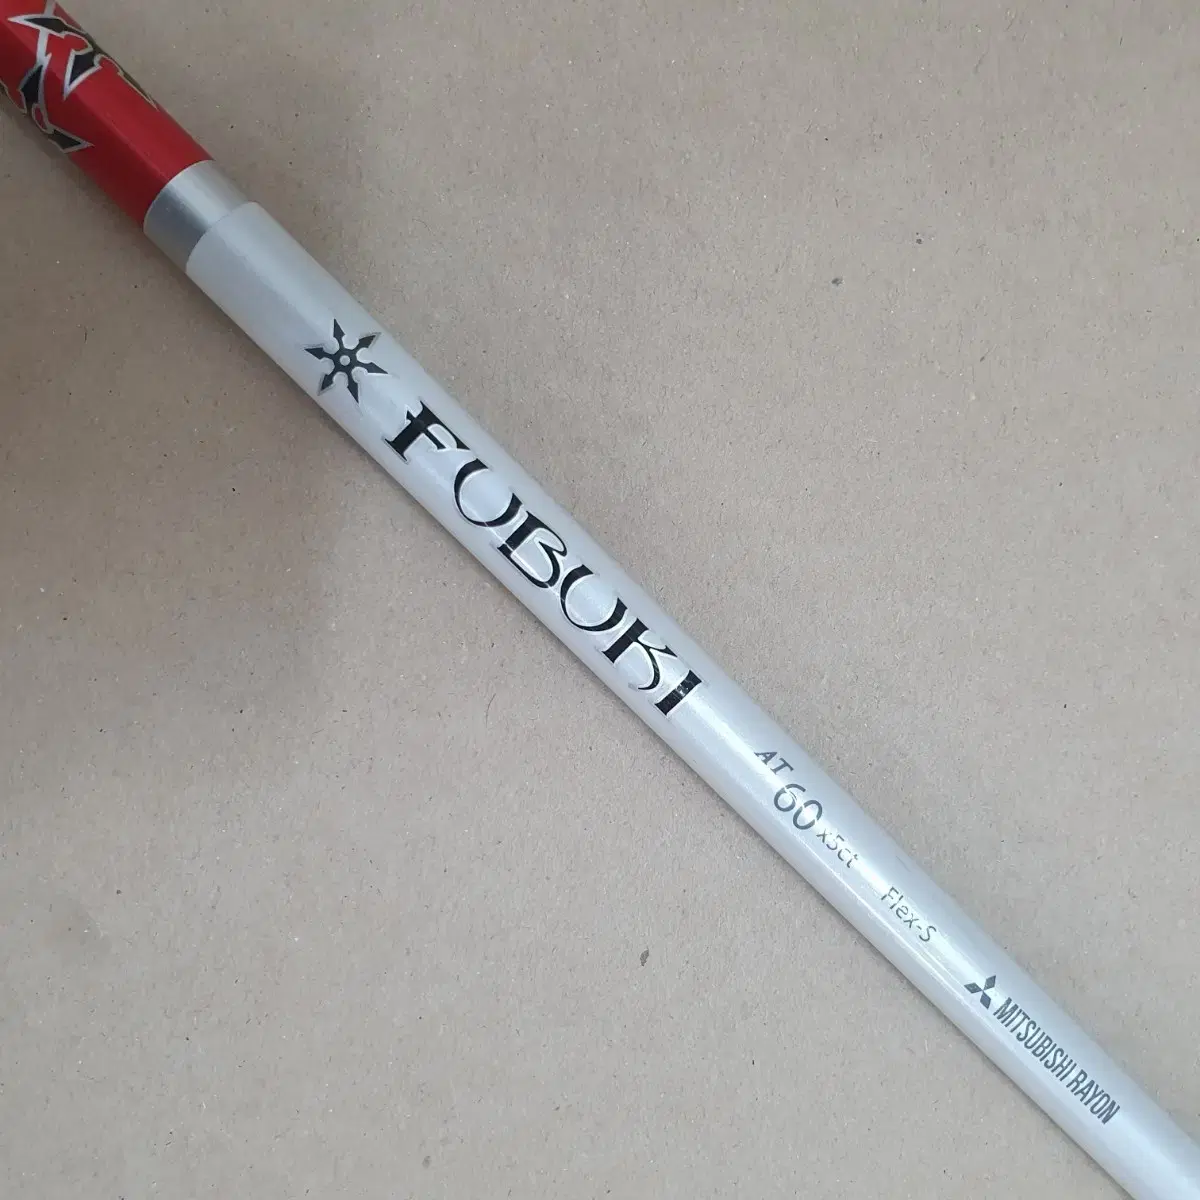 FUBUKI
AT 60 x5ct Flex-S
MITSUBISHI RAYON